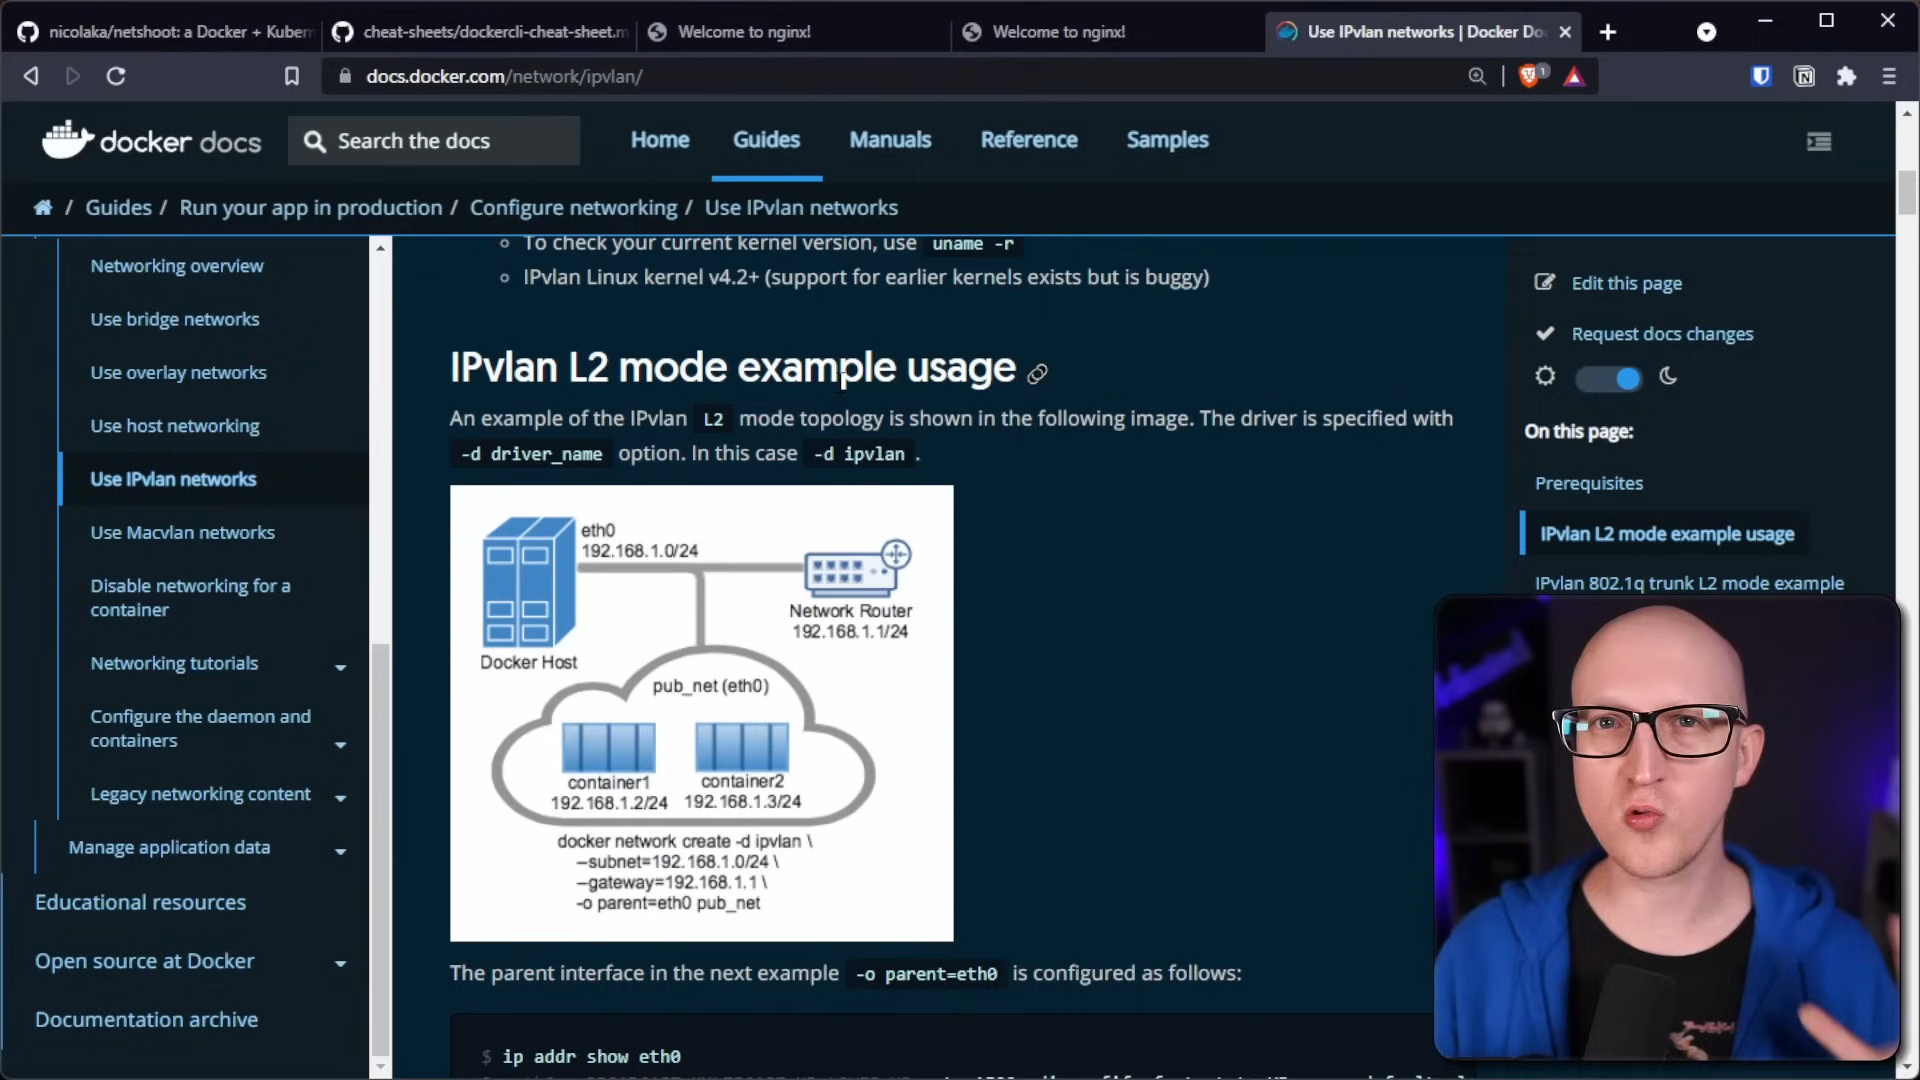 nicolaka/netshoot: a Docker + Kubern
cheat-sheets/dockercli-cheat-sheet.m
Welcome to nginx!
Welcome to nginx!
Use IPvlan networks | Docker Do
docs.docker.com/network/ipvlan/
1
docker docs
Search the docs
Home
Guides
Manuals
Reference
Samples
/ Guides / Run your app in production / Configure networking / Use IPvlan networks
Networking overview
Use bridge networks
Use overlay networks
Use host networking
Use IPvlan networks
Use Macvlan networks
Disable networking for a
container
Networking tutorials
Configure the daemon and
containers
Legacy networking content
Manage application data
Educational resources
Open source at Docker
Documentation archive
To check your current kernel version, use uname -r
IPvlan Linux kernel v4.2+ (support for earlier kernels exists but is buggy)
IPvlan L2 mode example usage
An example of the IPvlan L2 mode topology is shown in the following image. The driver is specified with
-d driver_name option. In this case -d ipvlan .
eth0
192.168.1.0/24
Network Router
192.168.1.1/24
Docker Host
pub_net (eth0)
container1
192.168.1.2/24
container2
192.168.1.3/24
docker network create -d ipvlan \
--subnet=192.168.1.0/24 \
--gateway=192.168.1.1 \
-o parent=eth0 pub_net
The parent interface in the next example -o parent=eth0 is configured as follows:
$ ip addr show eth0
Edit this page
Request docs changes
On this page:
Prerequisites
IPvlan L2 mode example usage
IPvlan 802.1q trunk L2 mode example